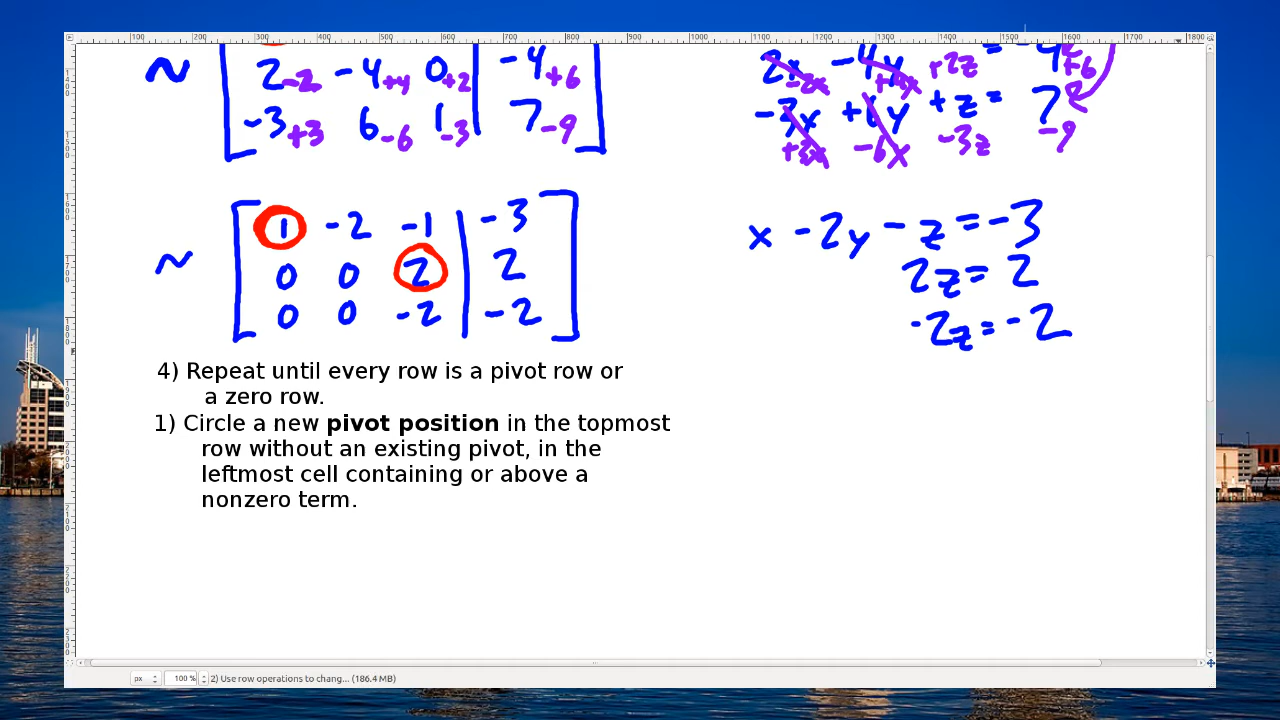 ~ 2-2 -4+4 0+2 | -4+6
-3+3 6-6 1-3 | 7-9
2x -4y +2z = -4
-2x +4x +6
-3x +6y +z = 7
+3x -6x -3z -9
~ 1 -2 -1 | -3
0 0 2 | 2
0 0 -2 | -2
x -2y -z = -3
2z = 2
-2z = -2
4) Repeat until every row is a pivot row or
a zero row.
1) Circle a new pivot position in the topmost
row without an existing pivot, in the
leftmost cell containing or above a
nonzero term.
px 100 % 2) Use row operations to chang... (186.4 MB)